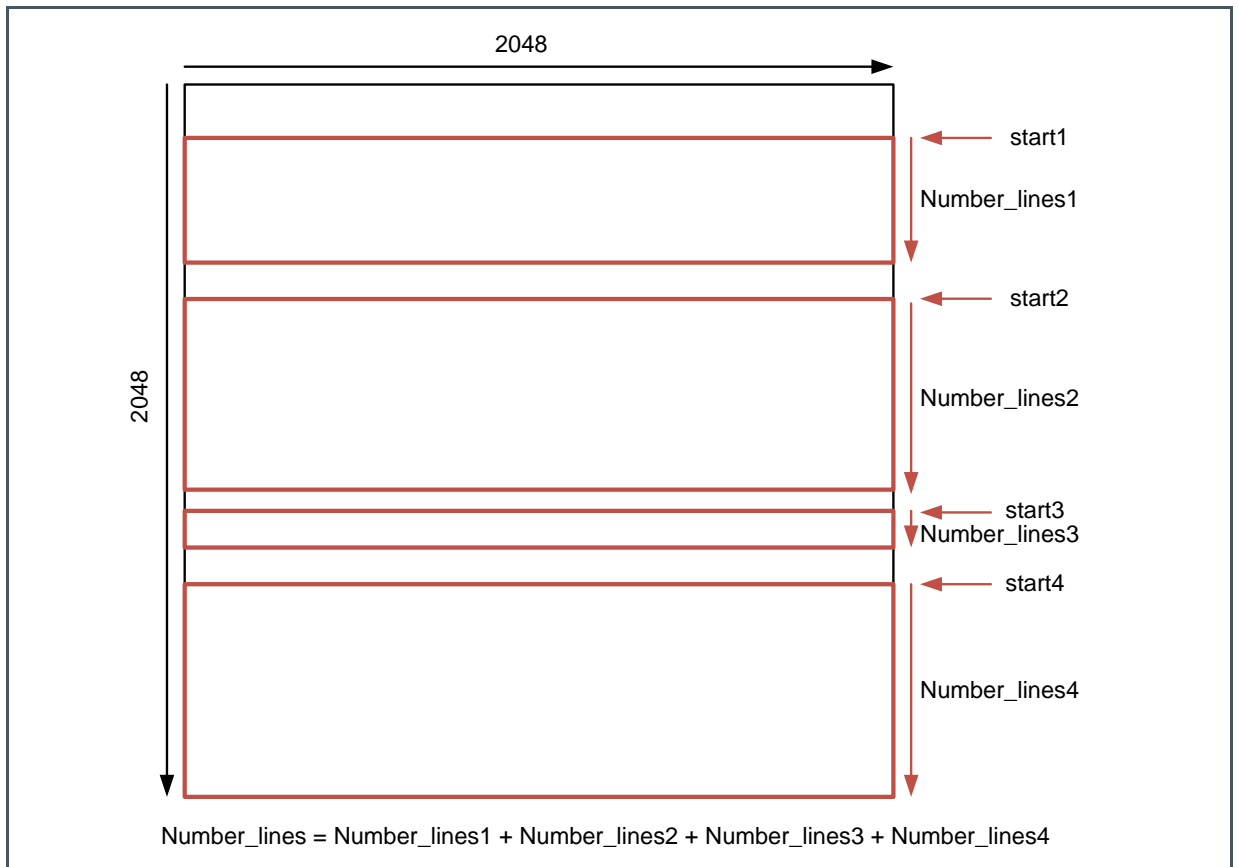 2048
start1
Number_lines1
start2
2048
Number_lines2
start3
Number_lines3
start4
Number_lines4
Number_lines = Number_lines1 + Number_lines2 + Number_lines3 + Number_lines4